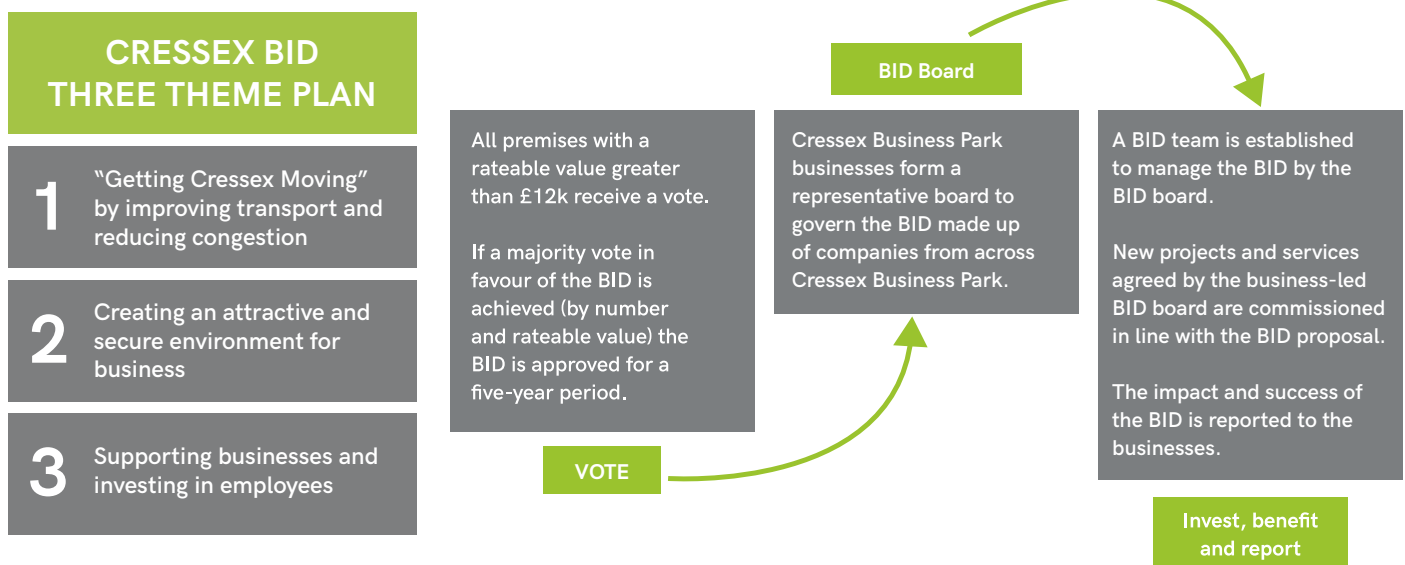 CRESSEX BID
THREE THEME PLAN
1
“Getting Cressex Moving”
by improving transport and
reducing congestion
2
Creating an attractive and
secure environment for
business
3
Supporting businesses and
investing in employees
All premises with a
rateable value greater
than £12k receive a vote.
If a majority vote in
favour of the BID is
achieved (by number
and rateable value) the
BID is approved for a
five-year period.
VOTE
BID Board
Cressex Business Park
businesses form a
representative board to
govern the BID made up
of companies from across
Cressex Business Park.
A BID team is established
to manage the BID by the
BID board.
New projects and services
agreed by the business-led
BID board are commissioned
in line with the BID proposal.
The impact and success of
the BID is reported to the
businesses.
Invest, benefit
and report